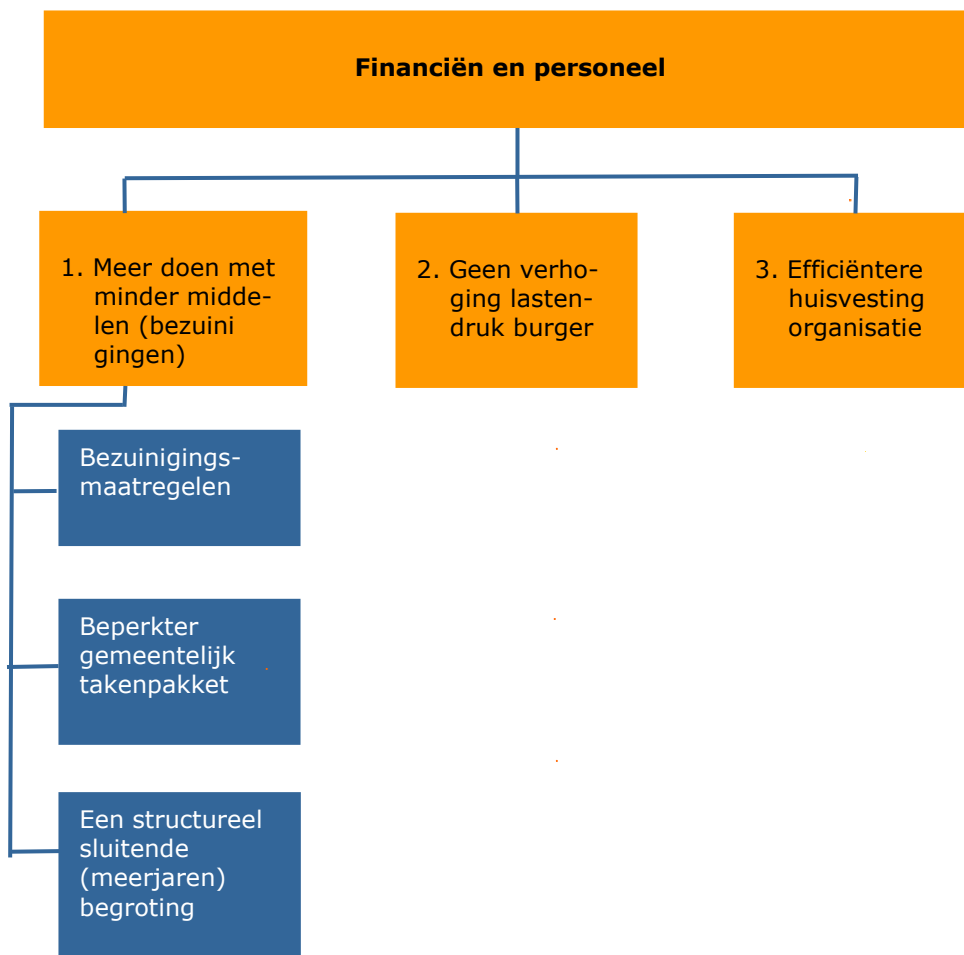 Financiën en personeel
1. Meer doen met
minder midde-
len (bezuini
gingen)
2. Geen verho-
ging lasten-
druk burger
3. Efficiëntere
huisvesting
organisatie
Bezuinigings-
maatregelen
Beperkter
gemeentelijk
takenpakket
Een structureel
sluitende
(meerjaren)
begroting